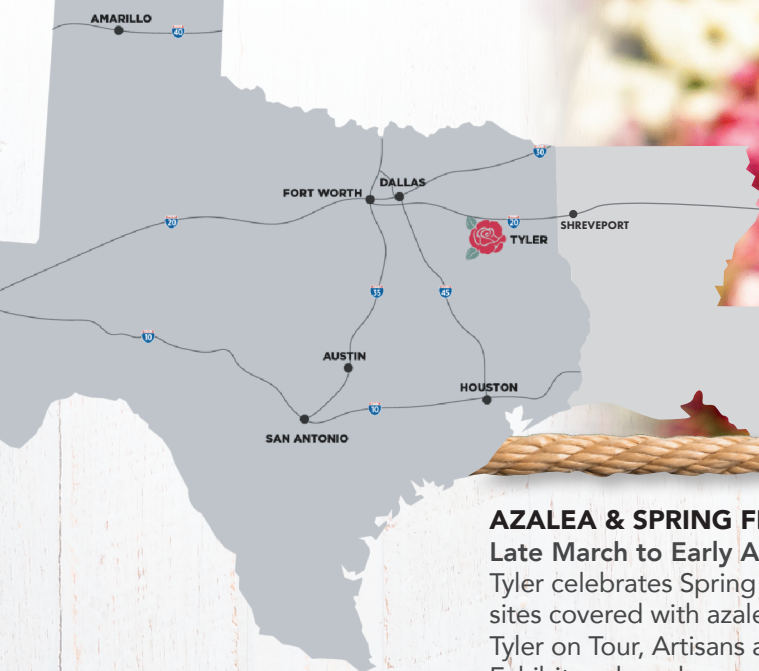 AMARILLO
40
30
DALLAS
FORT WORTH
20
20
SHREVEPORT
TYLER
35
45
10
AUSTIN
HOUSTON
10
SAN ANTONIO
AZALEA & SPRING
Late March to Early
Tyler celebrates Spring
sites covered with
Tyler on Tour, Artisans